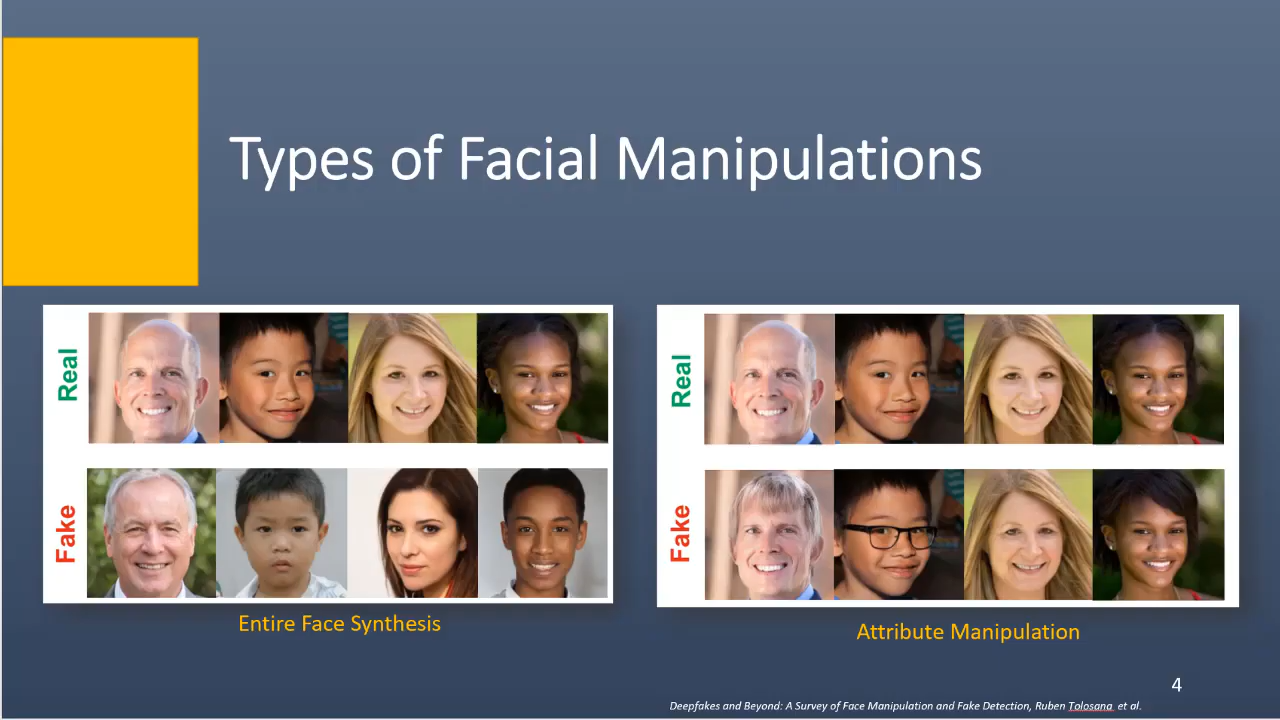 Types of Facial Manipulations
Real
Fake
Entire Face Synthesis
Real
Fake
Attribute Manipulation
4
Deepfakes and Beyond: A Survey of Face Manipulation and Fake Detection, Ruben Tolosana et al.